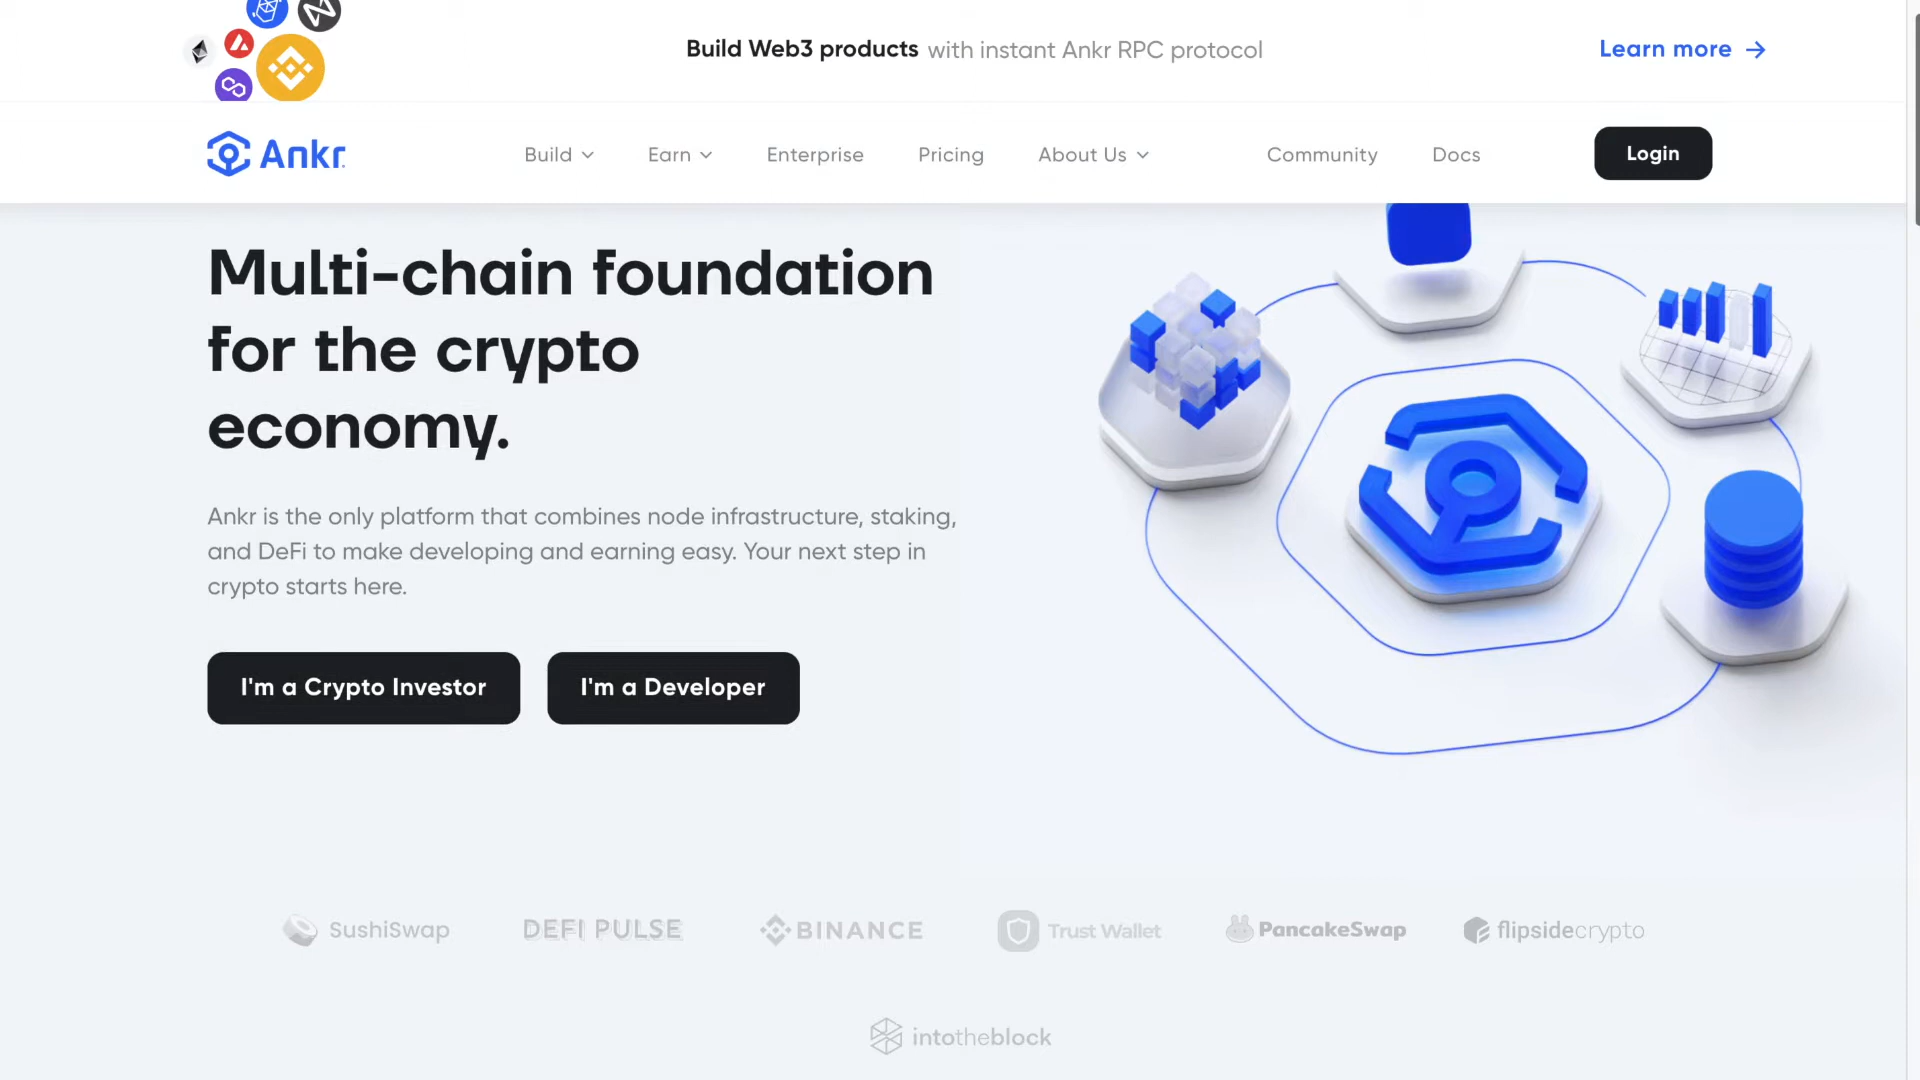 Build Web3 products with instant Ankr RPC protocol
Learn more
Ankr.
Build
Earn
Enterprise
Pricing
About Us
Community
Docs
Login
Multi-chain foundation
for the crypto
economy.
Ankr is the only platform that combines node infrastructure, staking,
and DeFi to make developing and earning easy. Your next step in
crypto starts here.
I'm a Crypto Investor
I'm a Developer
SushiSwap
DEFI PULSE
BINANCE
Trust Wallet
PancakeSwap
flipsidecrypto
intotheblock